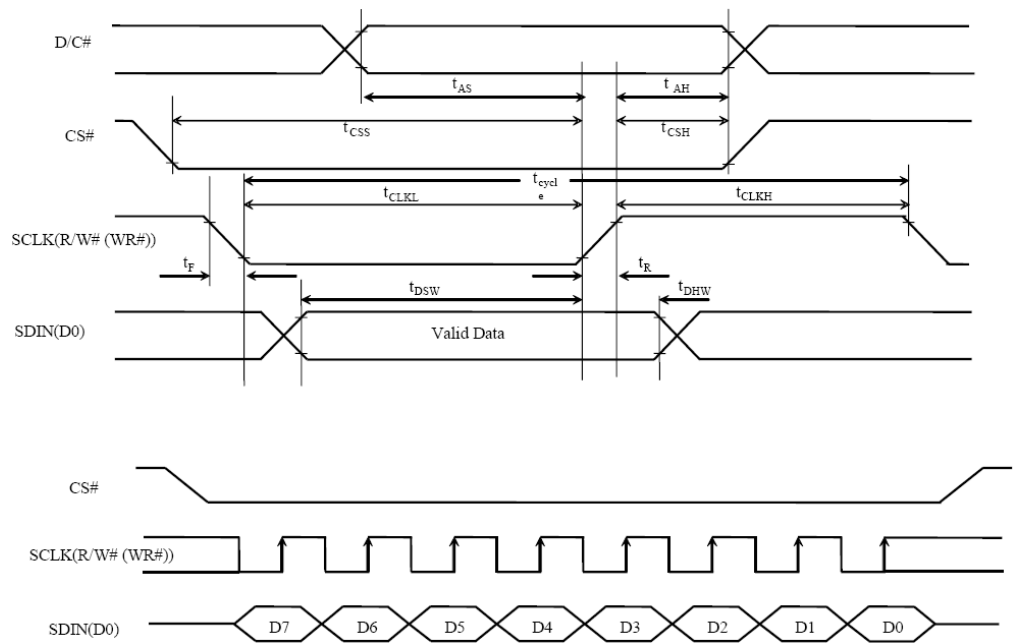 D/C#
tAS
t AH
CS#
tCSS
tCSH
tcycl
e
tCLKL
tCLKH
SCLK(R/W# (WR#))
tF
tR
tDSW
tDHW
SDIN(D0)
Valid Data
CS#
SCLK(R/W# (WR#))
SDIN(D0)
D7 D6 D5 D4 D3 D2 D1 D0